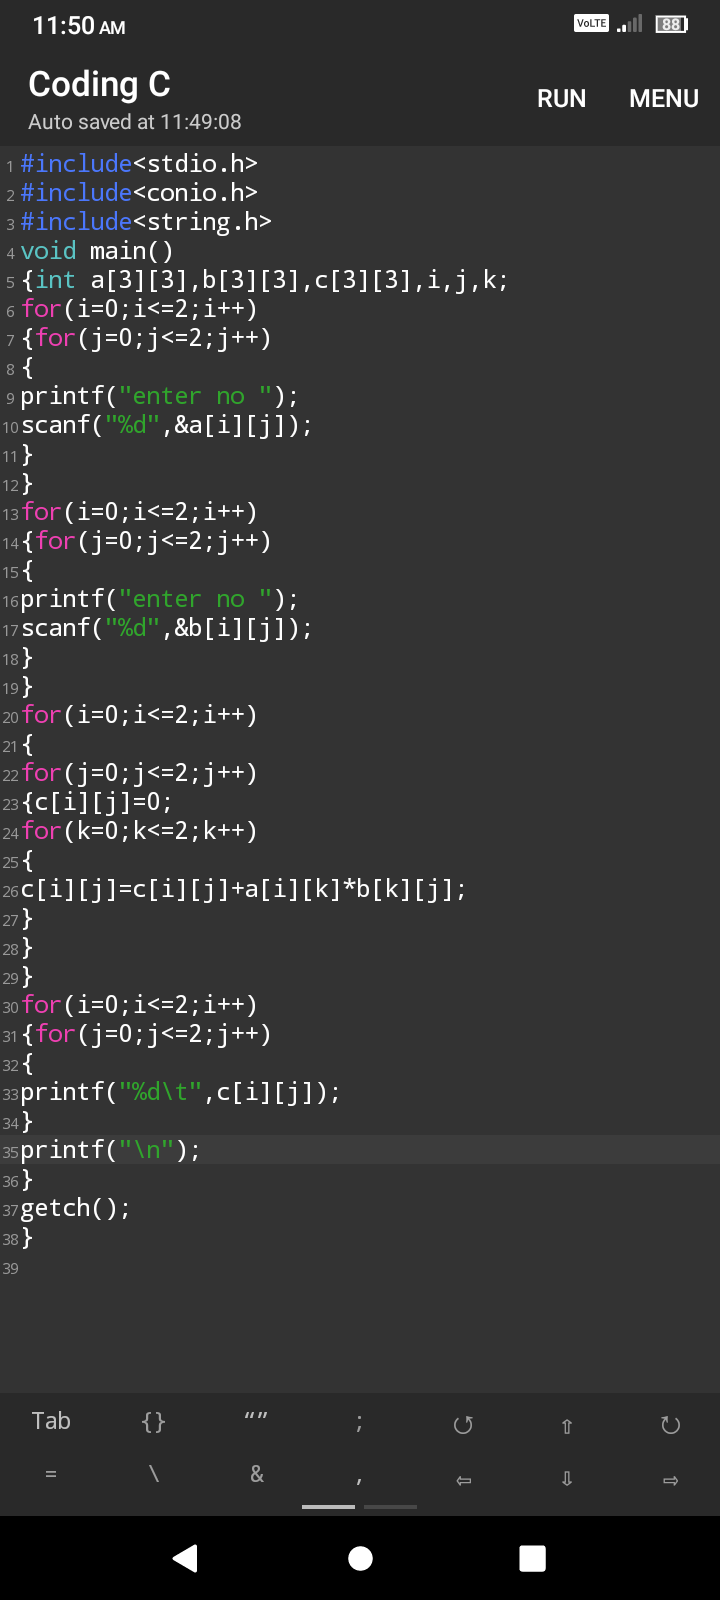 11:50 AM
VoLTE
88
Coding C
RUN
MENU
Auto saved at 11:49:08
1 #include<stdio.h>
2 #include<conio.h>
3 #include<string.h>
4 void main()
5 {int a[3][3],b[3][3],c[3][3],i,j,k;
6 for(i=0;i<=2;i++)
7 {for(j=0;j<=2;j++)
8 {
9 printf("enter no ");
10 scanf("%d",&a[i][j]);
11 }
12 }
13 for(i=0;i<=2;i++)
14 {for(j=0;j<=2;j++)
15 {
16 printf("enter no ");
17 scanf("%d",&b[i][j]);
18 }
19 }
20 for(i=0;i<=2;i++)
21 {
22 for(j=0;j<=2;j++)
23 {c[i][j]=0;
24 for(k=0;k<=2;k++)
25 {
26 c[i][j]=c[i][j]+a[i][k]*b[k][j];
27 }
28 }
29 }
30 for(i=0;i<=2;i++)
31 {for(j=0;j<=2;j++)
32 {
33 printf("%d\t",c[i][j]);
34 }
35 printf("\n");
36 }
37 getch();
38 }
39
Tab {} “” ; ↺ ⇧ ↻
= \ & , ⇦ ⇩ ⇨